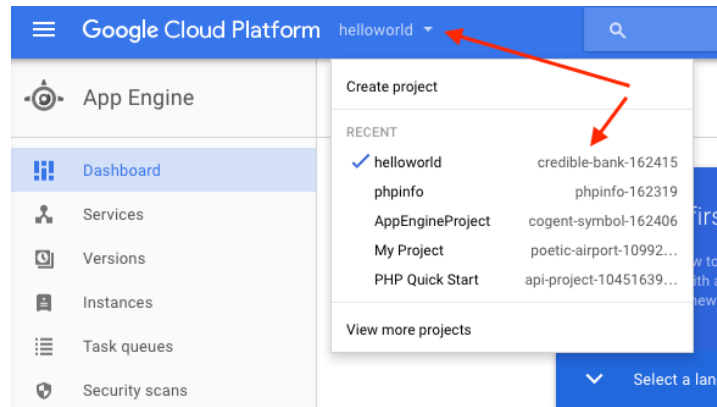 Google Cloud Platform helloworld
App Engine
Dashboard
Services
Versions
Instances
Task queues
Security scans
Create project
RECENT
helloworld credible-bank-162415
phpinfo phpinfo-162319
AppEngineProject cogent-symbol-162406
My Project poetic-airport-10992...
PHP Quick Start api-project-10451639...
View more projects
Select a lan